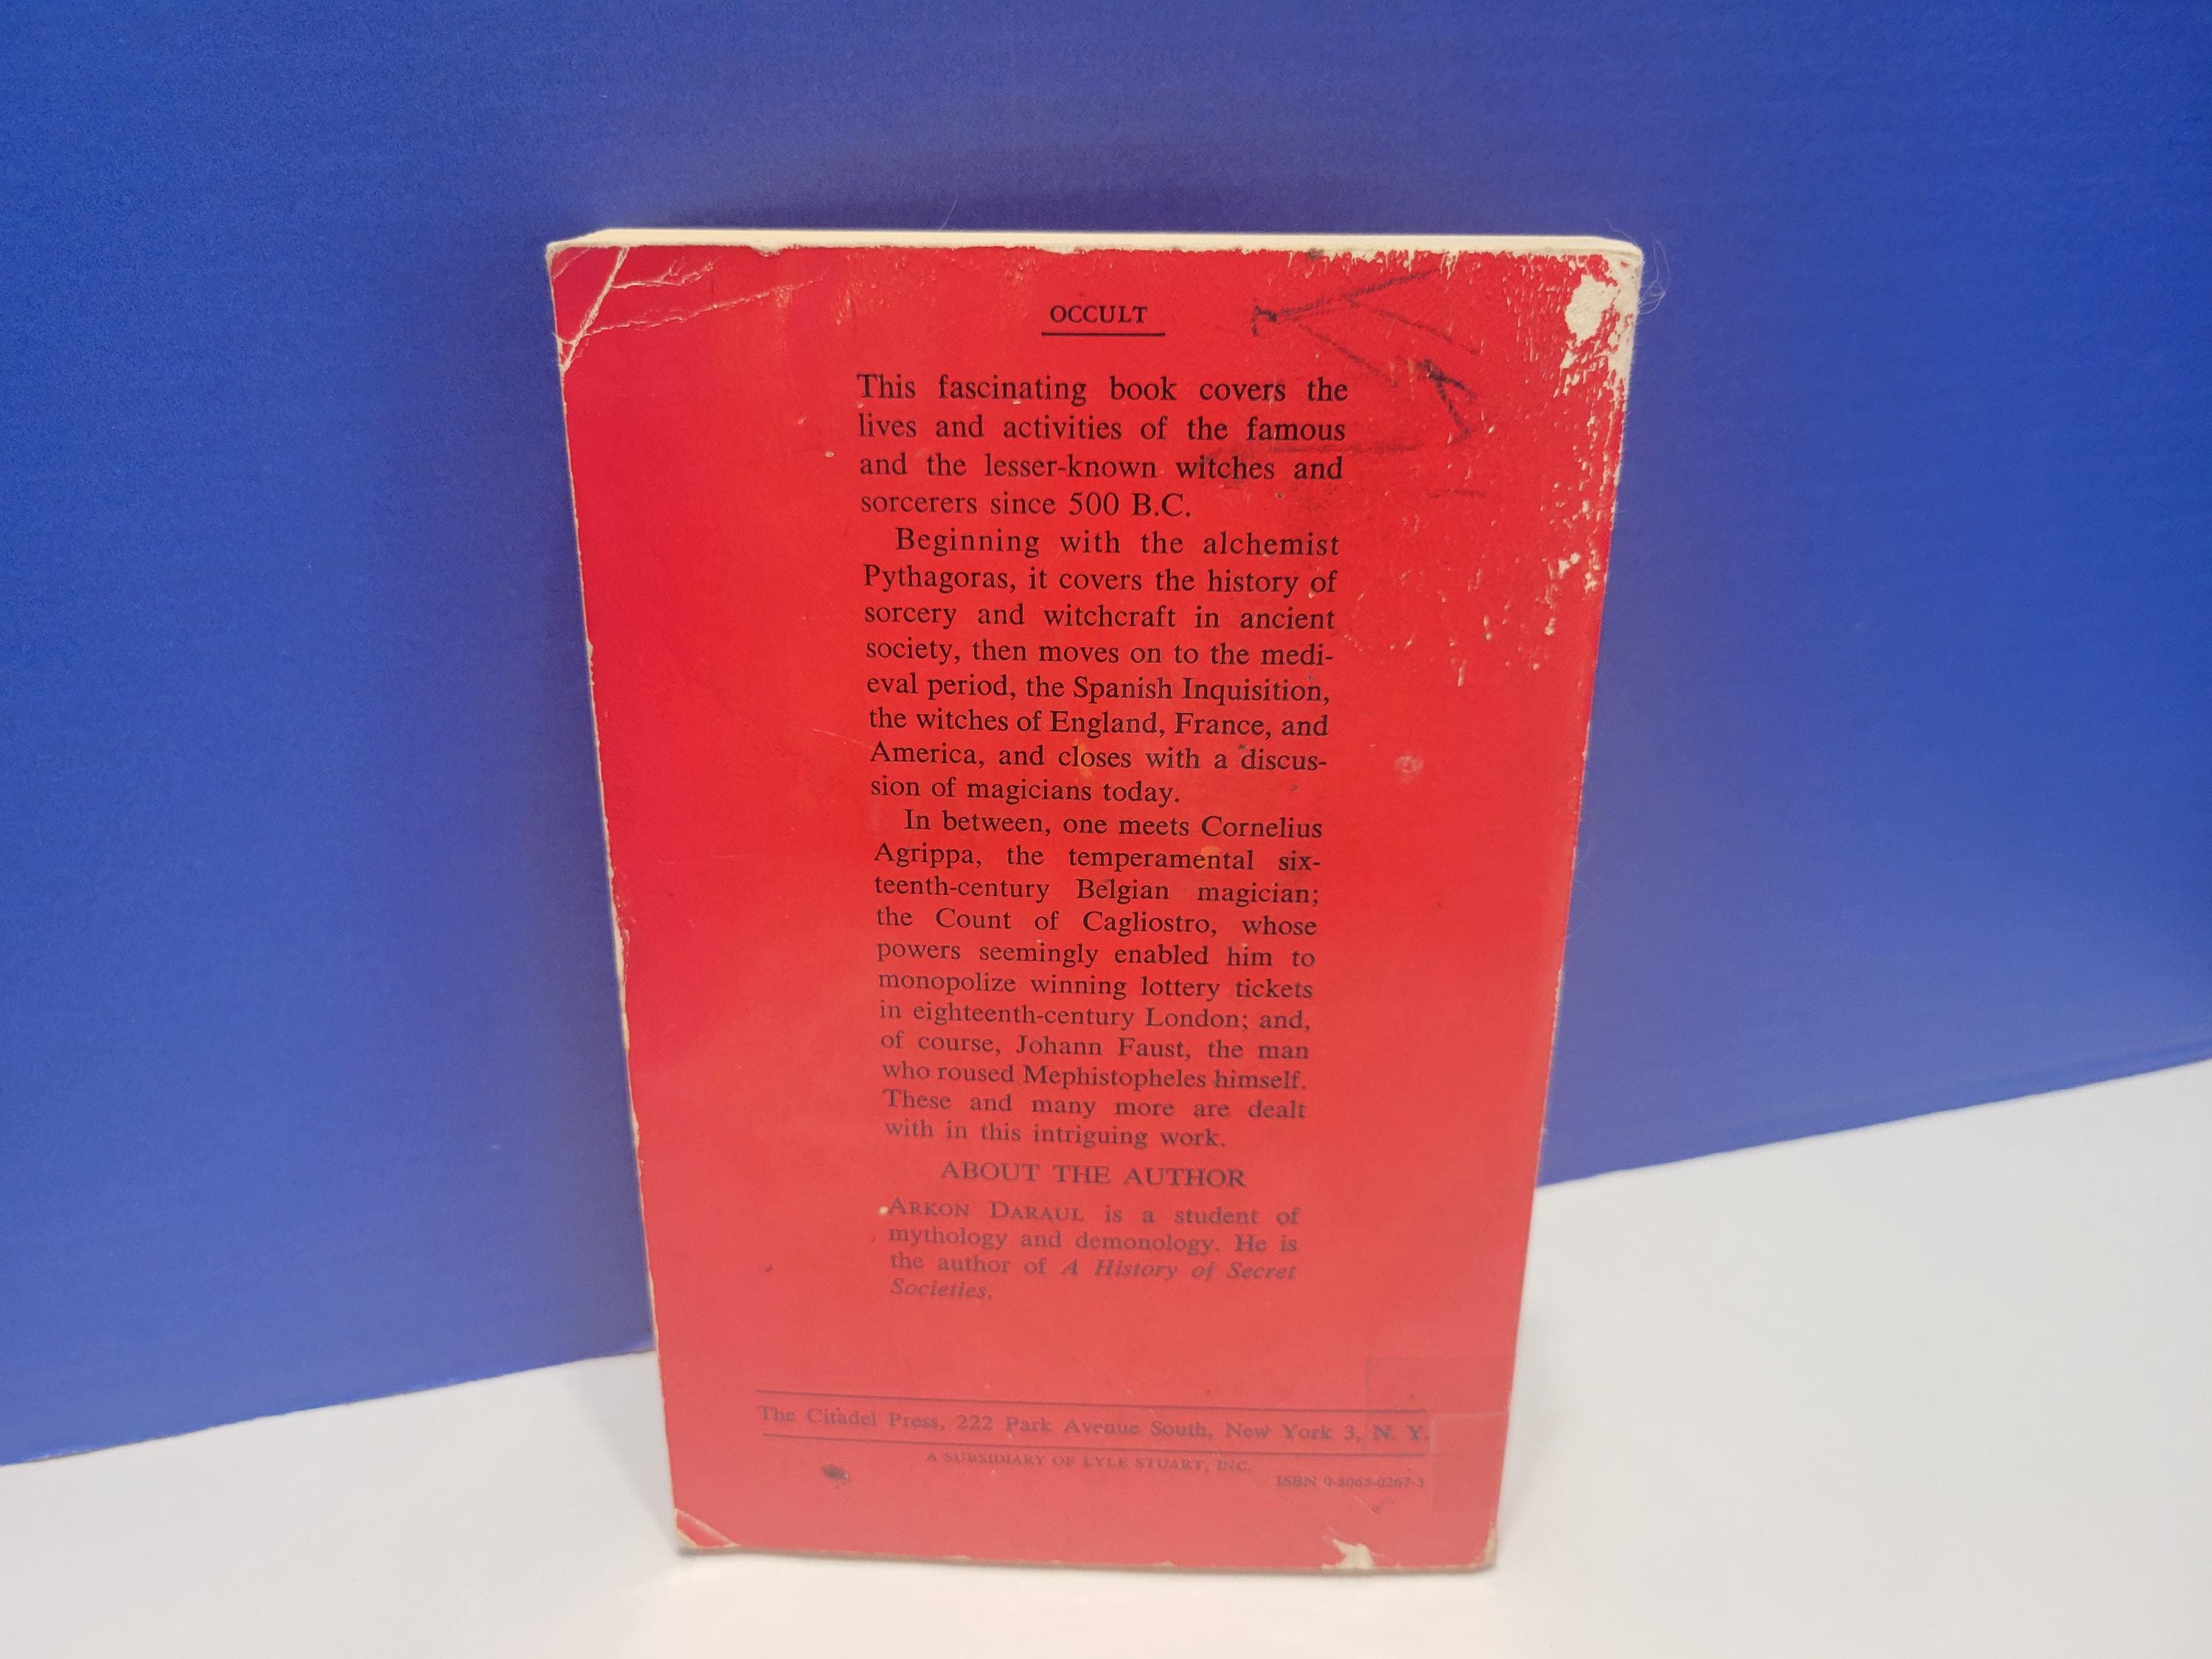 OCCULT
This fascinating book covers the
lives and activities of the famous
and the lesser-known witches and
sorcerers since 500 B.C.
Beginning with the alchemist
Pythagoras, it covers the history of
sorcery and witchcraft in ancient
society, then moves on to the medi-
eval period, the Spanish Inquisition,
the witches of England, France, and
America, and closes with a discus-
sion of magicians today.
In between, one meets Cornelius
Agrippa, the temperamental six-
teenth-century Belgian magician;
the Count of Cagliostro, whose
powers seemingly enabled him to
monopolize winning lottery tickets
in eighteenth-century London; and,
of course, Johann Faust, the man
who roused Mephistopheles himself.
These and many more are dealt
with in this intriguing work.
ABOUT THE AUTHOR
ARKON DARAUL is a student of
mythology and demonology. He is
the author of A History of Secret
Societies.
The Citadel Press, 222 Park Avenue South, New York 3, N. Y.
A SUBSIDIARY OF LYLE STUART, INC.
ISBN 0-8065-0267-3